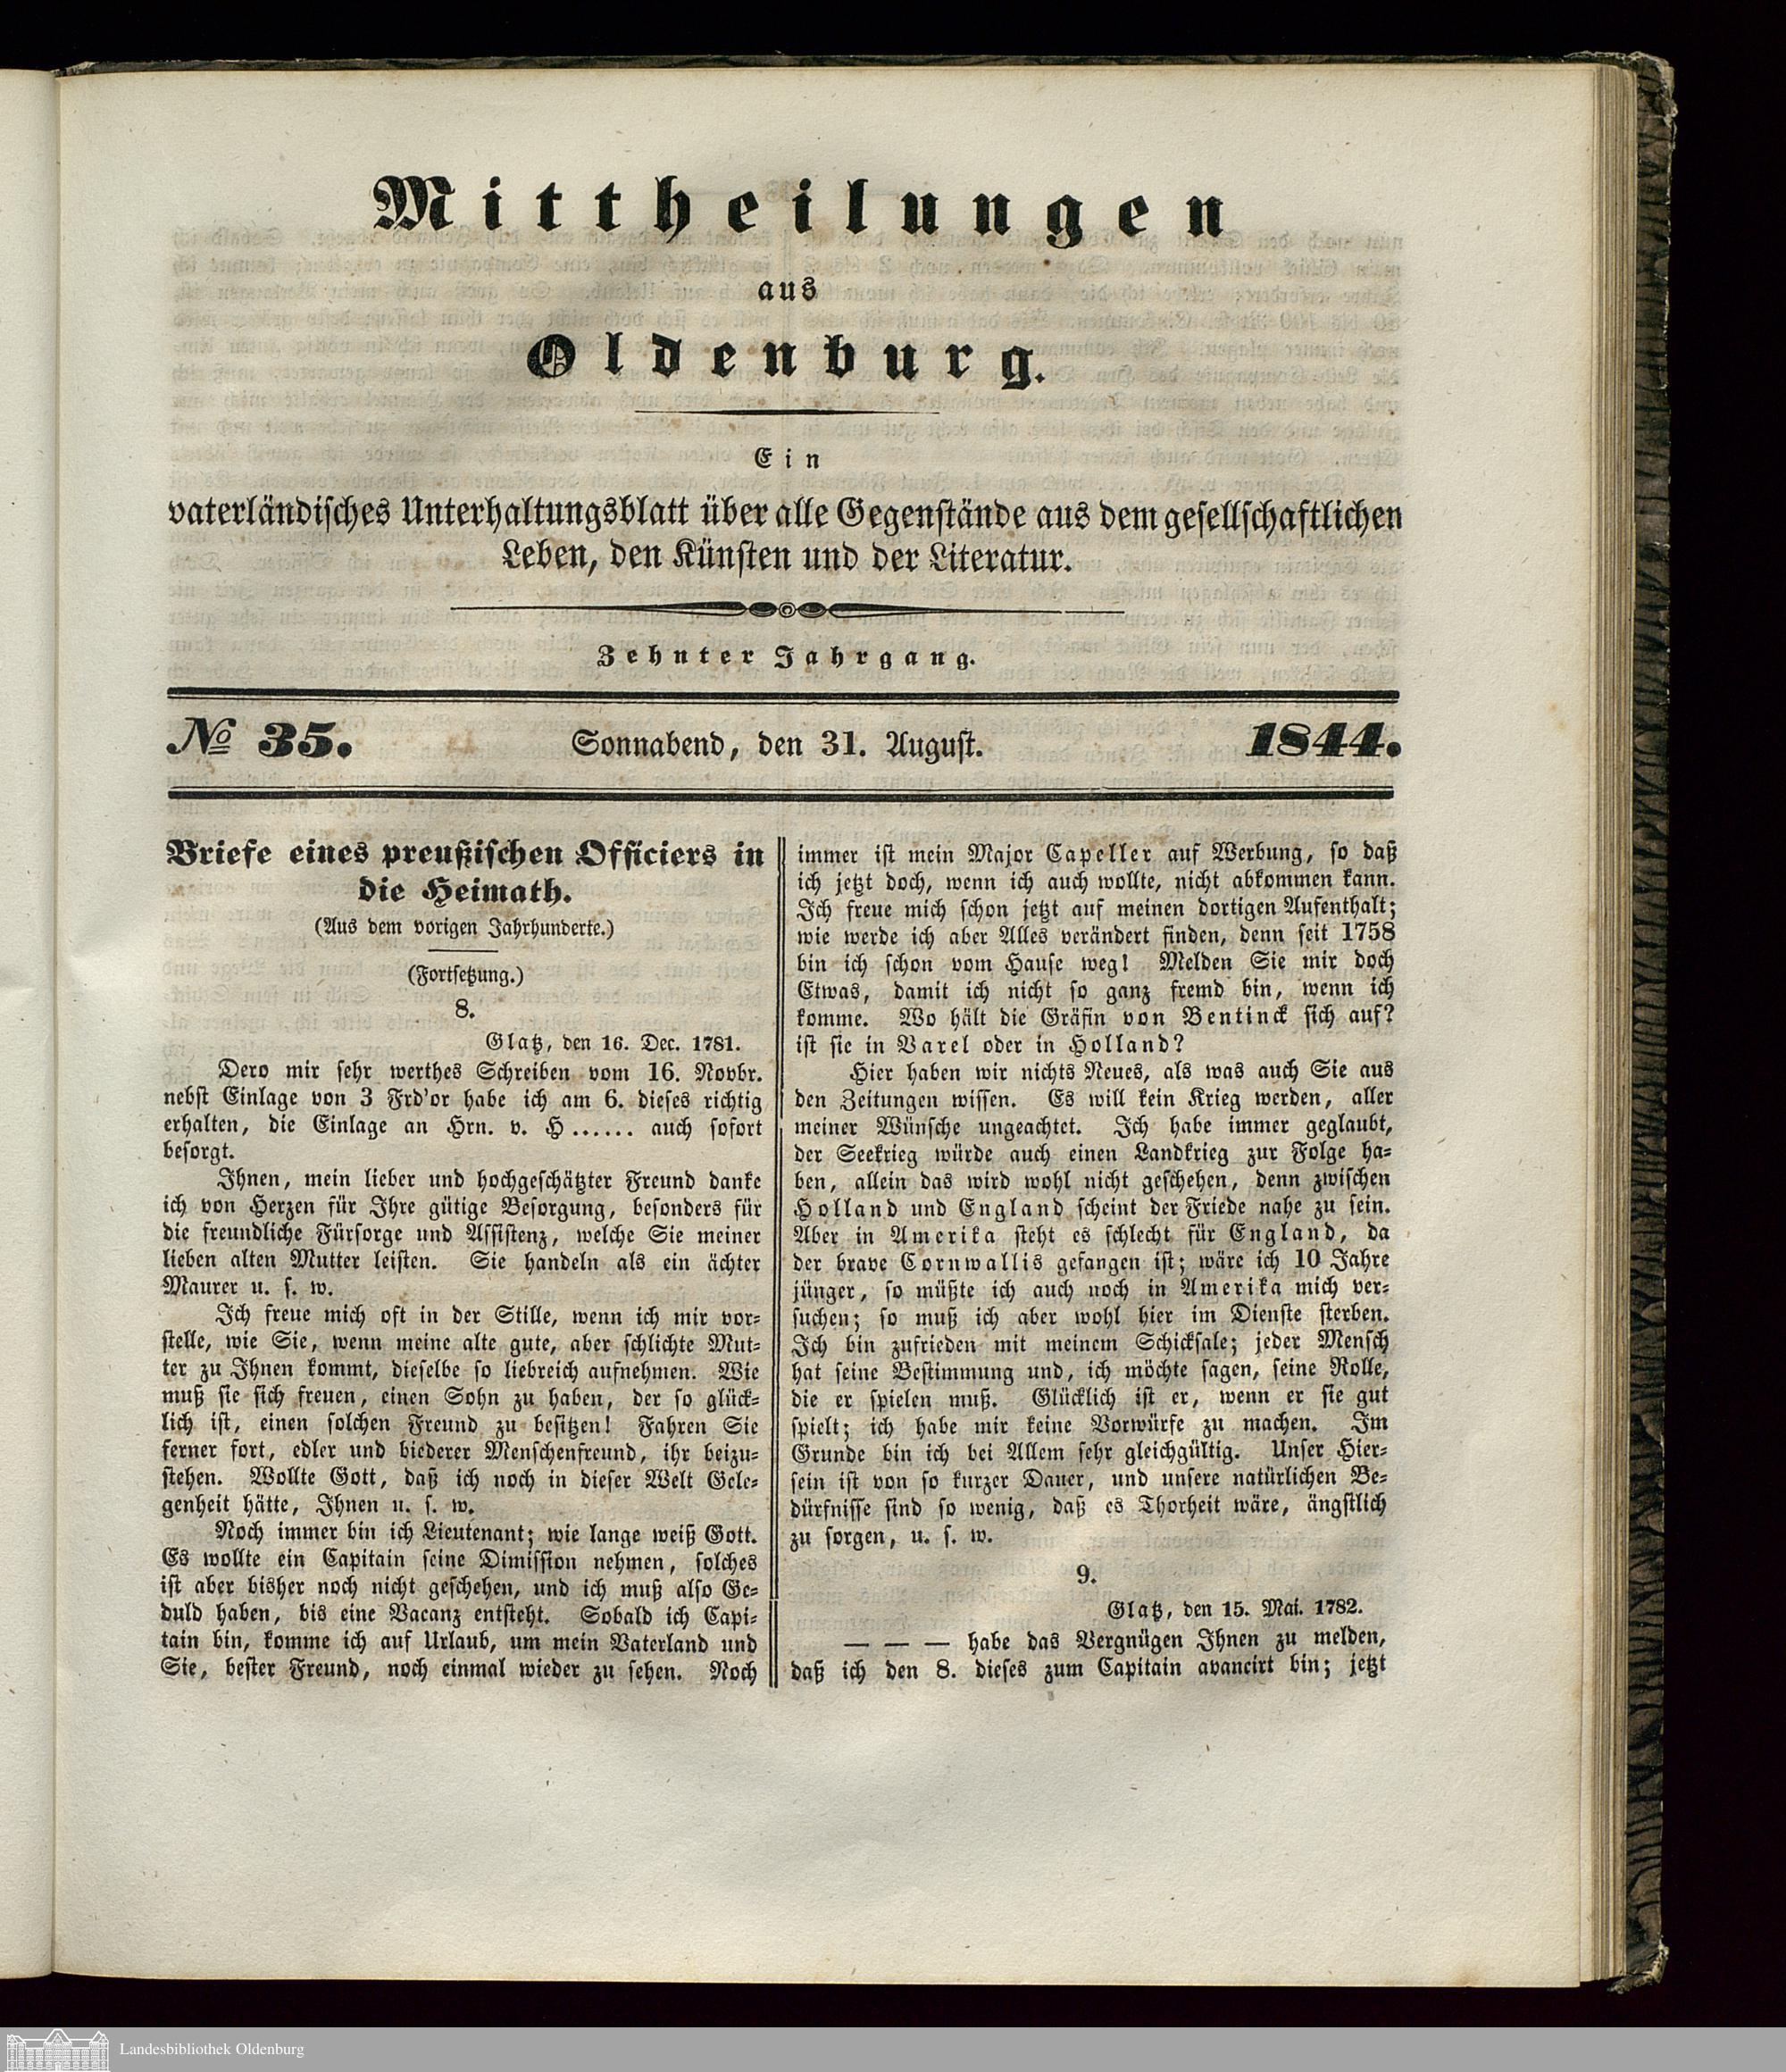 Mittheilungen
aus
Oldenburg.
Ein
vaterländisches Unterhaltungsblatt über alle Gegenstände aus dem gesellschaftlichen
Leben, den Künsten und der Literatur.
Zehnter Jahrgang.
№ 35. Sonnabend, den 31. August. 1844.
Briefe eines preußischen Officiers in
die Heimath.
(Aus dem vorigen Jahrhunderte.)
(Fortsetzung.)
8.
Glatz, den 16. Dec. 1781.
Dero mir sehr werthes Schreiben vom 16. Novbr.
nebst Einlage von 3 Frd'or habe ich am 6. dieses richtig
erhalten, die Einlage an Hrn. v. H...... auch sofort
besorgt.
Ihnen, mein lieber und hochgeschätzter Freund danke
ich von Herzen für Ihre gütige Besorgung, besonders für
die freundliche Fürsorge und Assistenz, welche Sie meiner
lieben alten Mutter leisten. Sie handeln als ein ächter
Maurer u. s. w.
Ich freue mich oft in der Stille, wenn ich mir vor-
stelle, wie Sie, wenn meine alte gute, aber schlichte Mut-
ter zu Ihnen kommt, dieselbe so liebreich aufnehmen. Wie
muß sie sich freuen, einen Sohn zu haben, der so glück-
lich ist, einen solchen Freund zu besitzen! Fahren Sie
ferner fort, edler und biederer Menschenfreund, ihr beizu-
stehen. Wollte Gott, daß ich noch in dieser Welt Gele-
genheit hätte, Ihnen u. s. w.
Noch immer bin ich Lieutenant; wie lange weiß Gott.
Es wollte ein Capitain seine Dimission nehmen, solches
ist aber bisher noch nicht geschehen, und ich muß also Ge-
duld haben, bis eine Vacanz entsteht. Sobald ich Capi-
tain bin, komme ich auf Urlaub, um mein Vaterland und
Sie, bester Freund, noch einmal wieder zu sehen. Noch
immer ist mein Major Capeller auf Werbung, so daß
ich jetzt doch, wenn ich auch wollte, nicht abkommen kann.
Ich freue mich schon jetzt auf meinen dortigen Aufenthalt;
wie werde ich aber Alles verändert finden, denn seit 1758
bin ich schon vom Hause weg! Melden Sie mir doch
Etwas, damit ich nicht so ganz fremd bin, wenn ich
komme. Wo hält die Gräfin von Bentinck sich auf?
ist sie in Varel oder in Holland?
Hier haben wir nichts Neues, als was auch Sie aus
den Zeitungen wissen. Es will kein Krieg werden, aller
meiner Wünsche ungeachtet. Ich habe immer geglaubt,
der Seekrieg würde auch einen Landkrieg zur Folge ha-
ben, allein das wird wohl nicht geschehen, denn zwischen
Holland und England scheint der Friede nahe zu sein.
Aber in Amerika steht es schlecht für England, da
der brave Cornwallis gefangen ist; wäre ich 10 Jahre
jünger, so müßte ich auch noch in Amerika mich ver-
suchen; so muß ich aber wohl hier im Dienste sterben.
Ich bin zufrieden mit meinem Schicksale; jeder Mensch
hat seine Bestimmung und, ich möchte sagen, seine Rolle,
die er spielen muß. Glücklich ist er, wenn er sie gut
spielt; ich habe mir keine Vorwürfe zu machen. Im
Grunde bin ich bei Allem sehr gleichgültig. Unser Hier-
sein ist von so kurzer Dauer, und unsere natürlichen Be-
dürfnisse sind so wenig, daß es Thorheit wäre, ängstlich
zu sorgen, u. s. w.
9.
Glatz, den 15. Mai. 1782.
— — — habe das Vergnügen Ihnen zu melden,
daß ich den 8. dieses zum Capitain avancirt bin; jetzt
Landesbibliothek Oldenburg